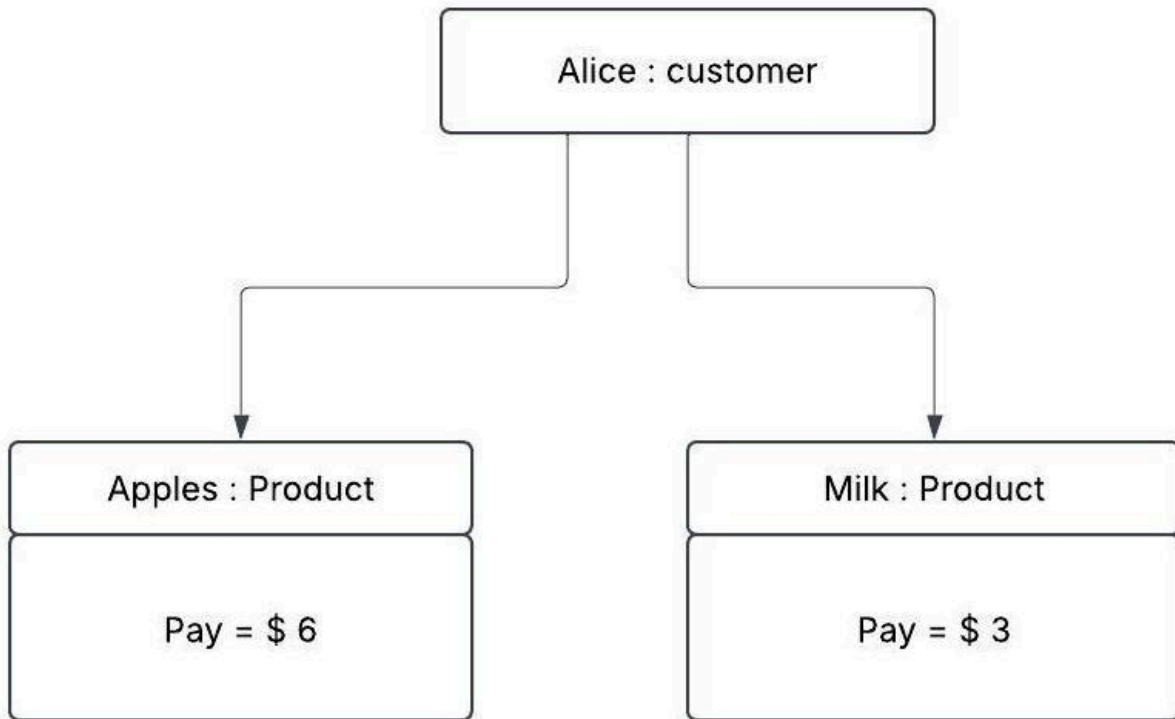 Alice : customer
Apples : Product
Pay = $ 6
Milk : Product
Pay = $ 3